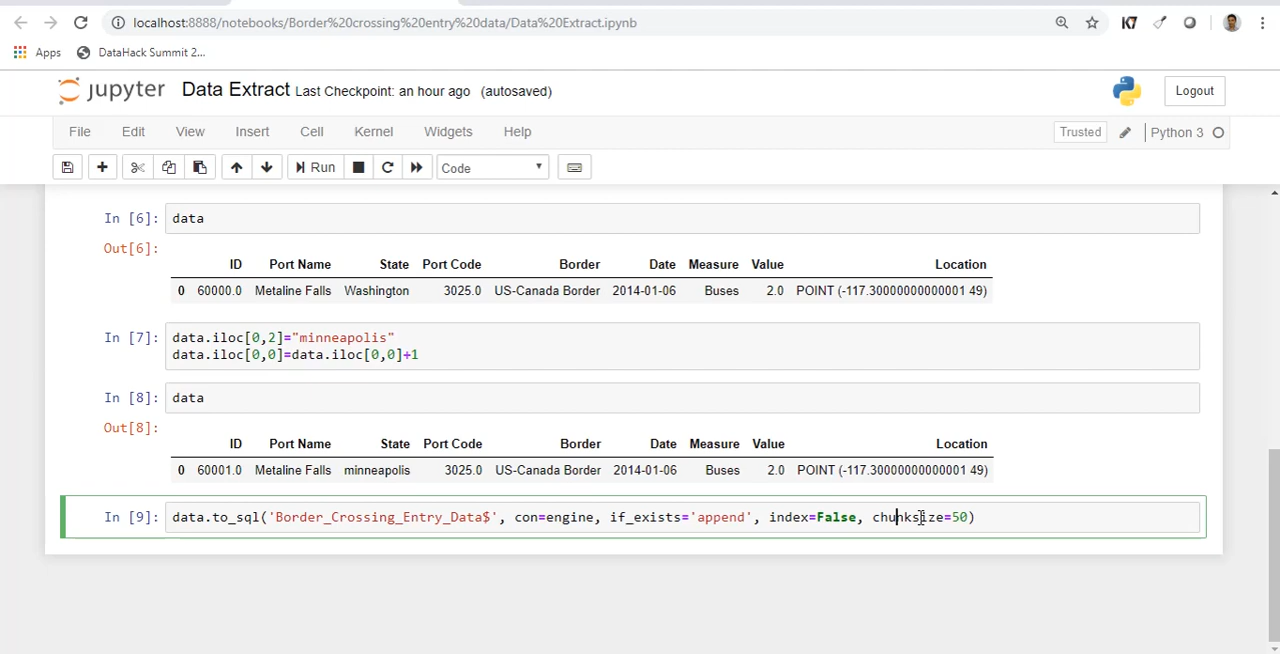 localhost:8888/notebooks/Border%20crossing%20entry%20data/Data%20Extract.ipynb
K7
Apps DataHack Summit 2...
jupyter Data Extract Last Checkpoint: an hour ago (autosaved)
Logout
File Edit View Insert Cell Kernel Widgets Help
Trusted Python 3
Run Code
In [6]: data
Out[6]:
ID Port Name State Port Code Border Date Measure Value Location
0 60000.0 Metaline Falls Washington 3025.0 US-Canada Border 2014-01-06 Buses 2.0 POINT (-117.30000000000001 49)
In [7]: data.iloc[0,2]="minneapolis"
data.iloc[0,0]=data.iloc[0,0]+1
In [8]: data
Out[8]:
ID Port Name State Port Code Border Date Measure Value Location
0 60001.0 Metaline Falls minneapolis 3025.0 US-Canada Border 2014-01-06 Buses 2.0 POINT (-117.30000000000001 49)
In [9]: data.to_sql('Border_Crossing_Entry_Data$', con=engine, if_exists='append', index=False, chunksize=50)